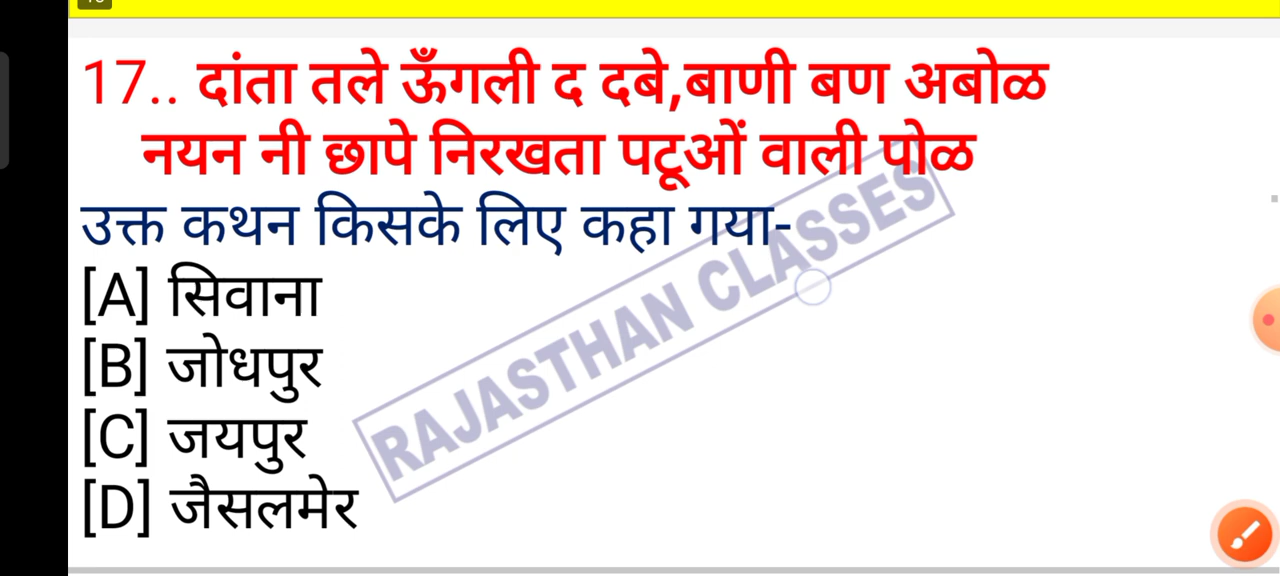 17.. दांता तले ऊँगली द दबे,बाणी बण अबोळ
नयन नी छापे निरखता पटूओं वाली पोळ
उक्त कथन किसके लिए कहा गया-
[A] सिवाना
[B] जोधपुर
[C] जयपुर
[D] जैसलमेर
RAJASTHAN CLASSES